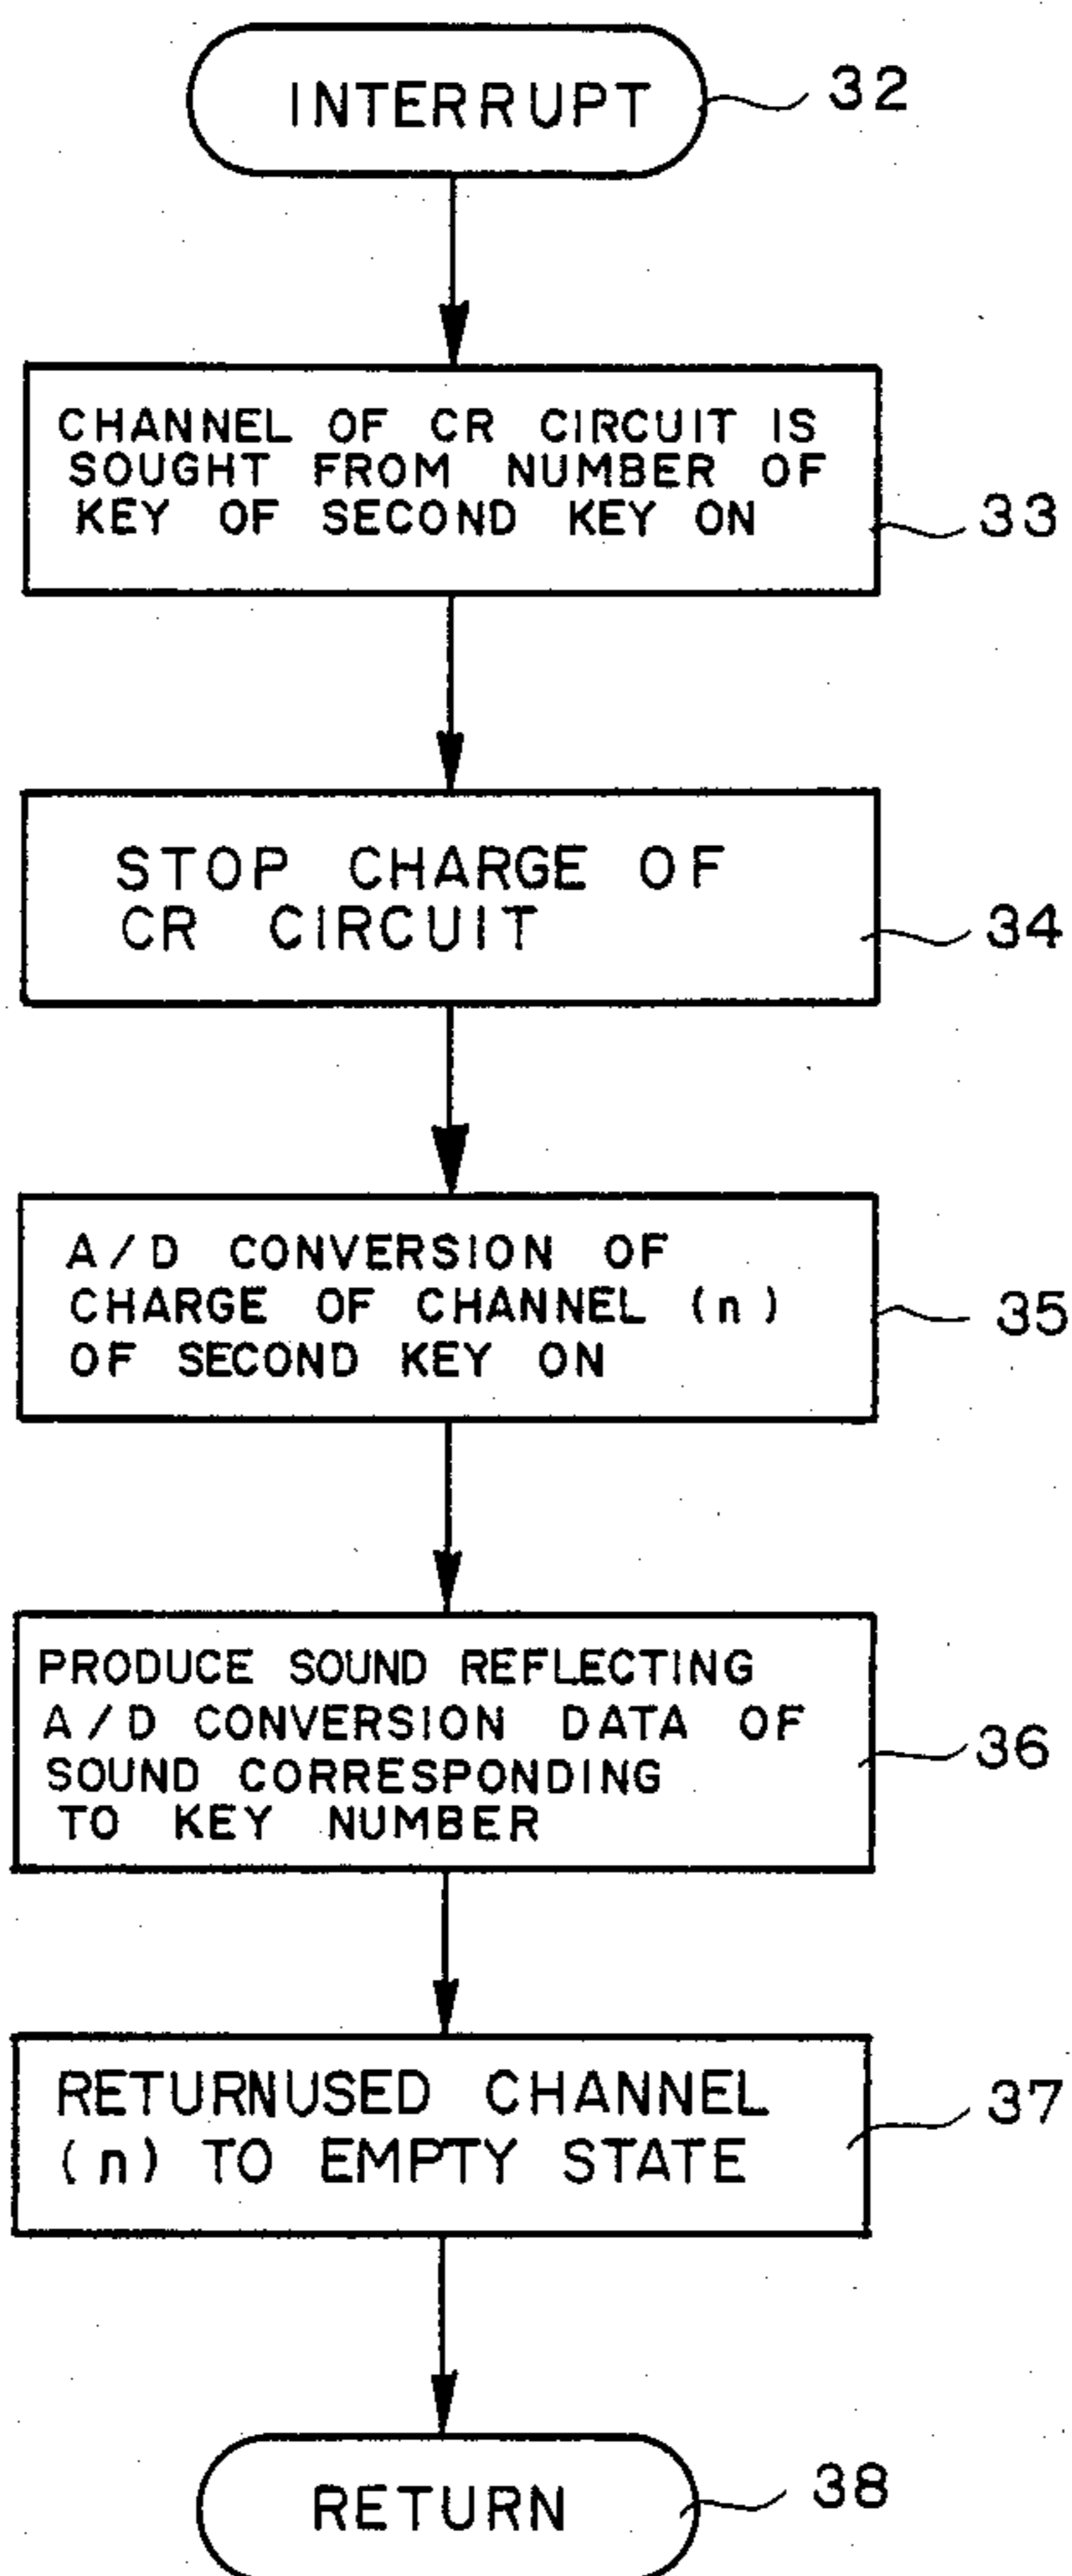 INTERRUPT
32
CHANNEL OF CR CIRCUIT IS
SOUGHT FROM NUMBER OF
KEY OF SECOND KEY ON
33
STOP CHARGE OF
CR CIRCUIT
34
A/D CONVERSION OF
CHARGE OF CHANNEL (n)
OF SECOND KEY ON
35
PRODUCE SOUND REFLECTING
A/D CONVERSION DATA OF
SOUND CORRESPONDING
TO KEY NUMBER
36
RETURNUSED CHANNEL
(n) TO EMPTY STATE
37
RETURN
38